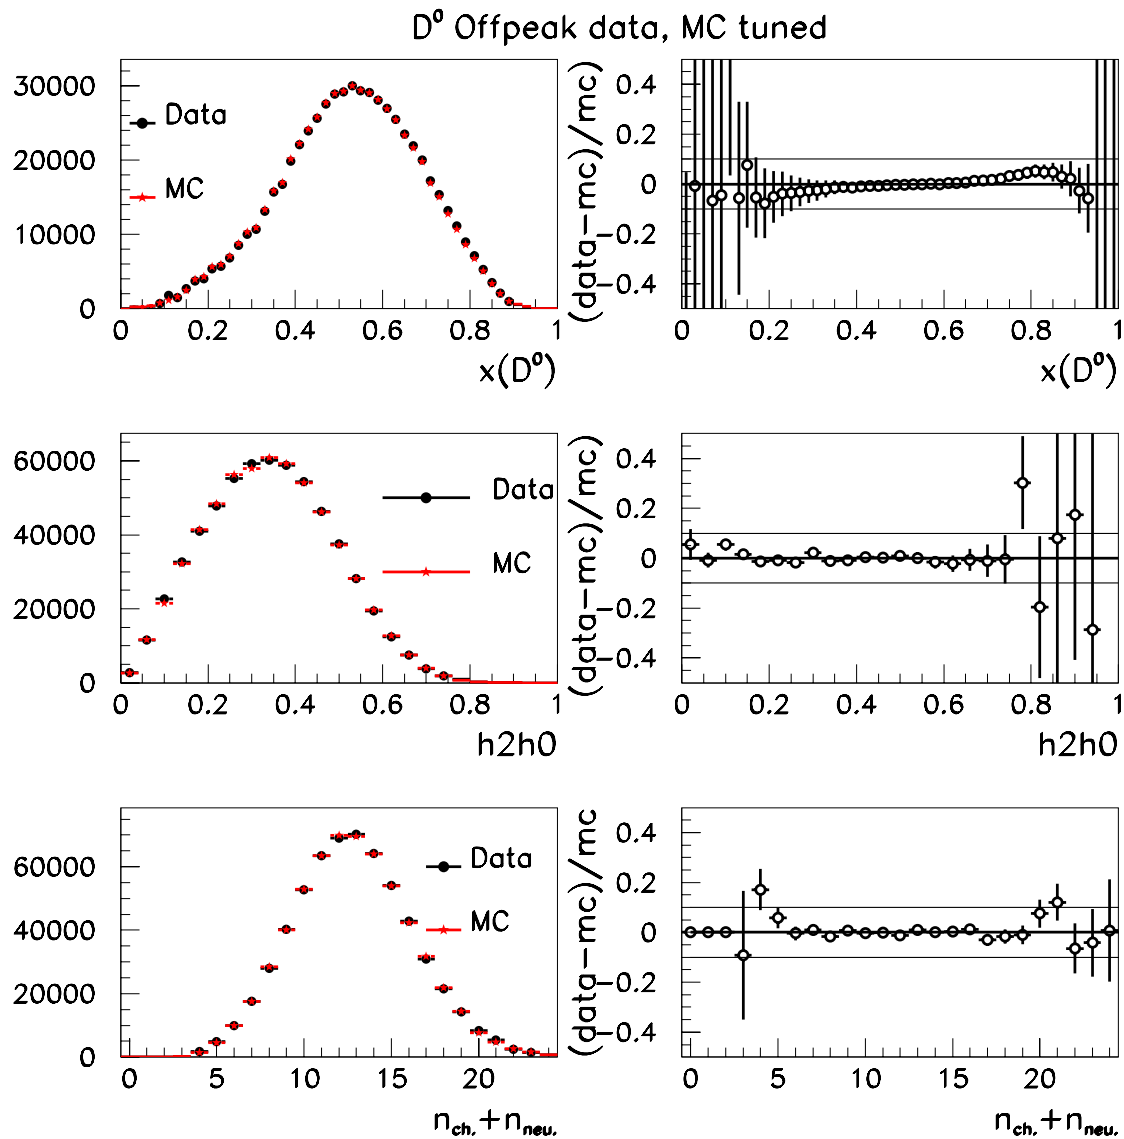 D⁰ Offpeak data, MC tuned
30000
20000
10000
0
Data
MC
0 0.2 0.4 0.6 0.8 1
x(D⁰)
(data−mc)/mc
0.4
0.2
0
−0.2
−0.4
0 0.2 0.4 0.6 0.8 1
x(D⁰)
60000
40000
20000
0
Data
MC
0 0.2 0.4 0.6 0.8 1
h2h0
(data−mc)/mc)
0.4
0.2
0
−0.2
−0.4
0 0.2 0.4 0.6 0.8 1
h2h0
60000
40000
20000
0
Data
MC
0 5 10 15 20
n_ch.+n_neu.
(data−mc)/mc
0.4
0.2
0
−0.2
−0.4
0 5 10 15 20
n_ch.+n_neu.